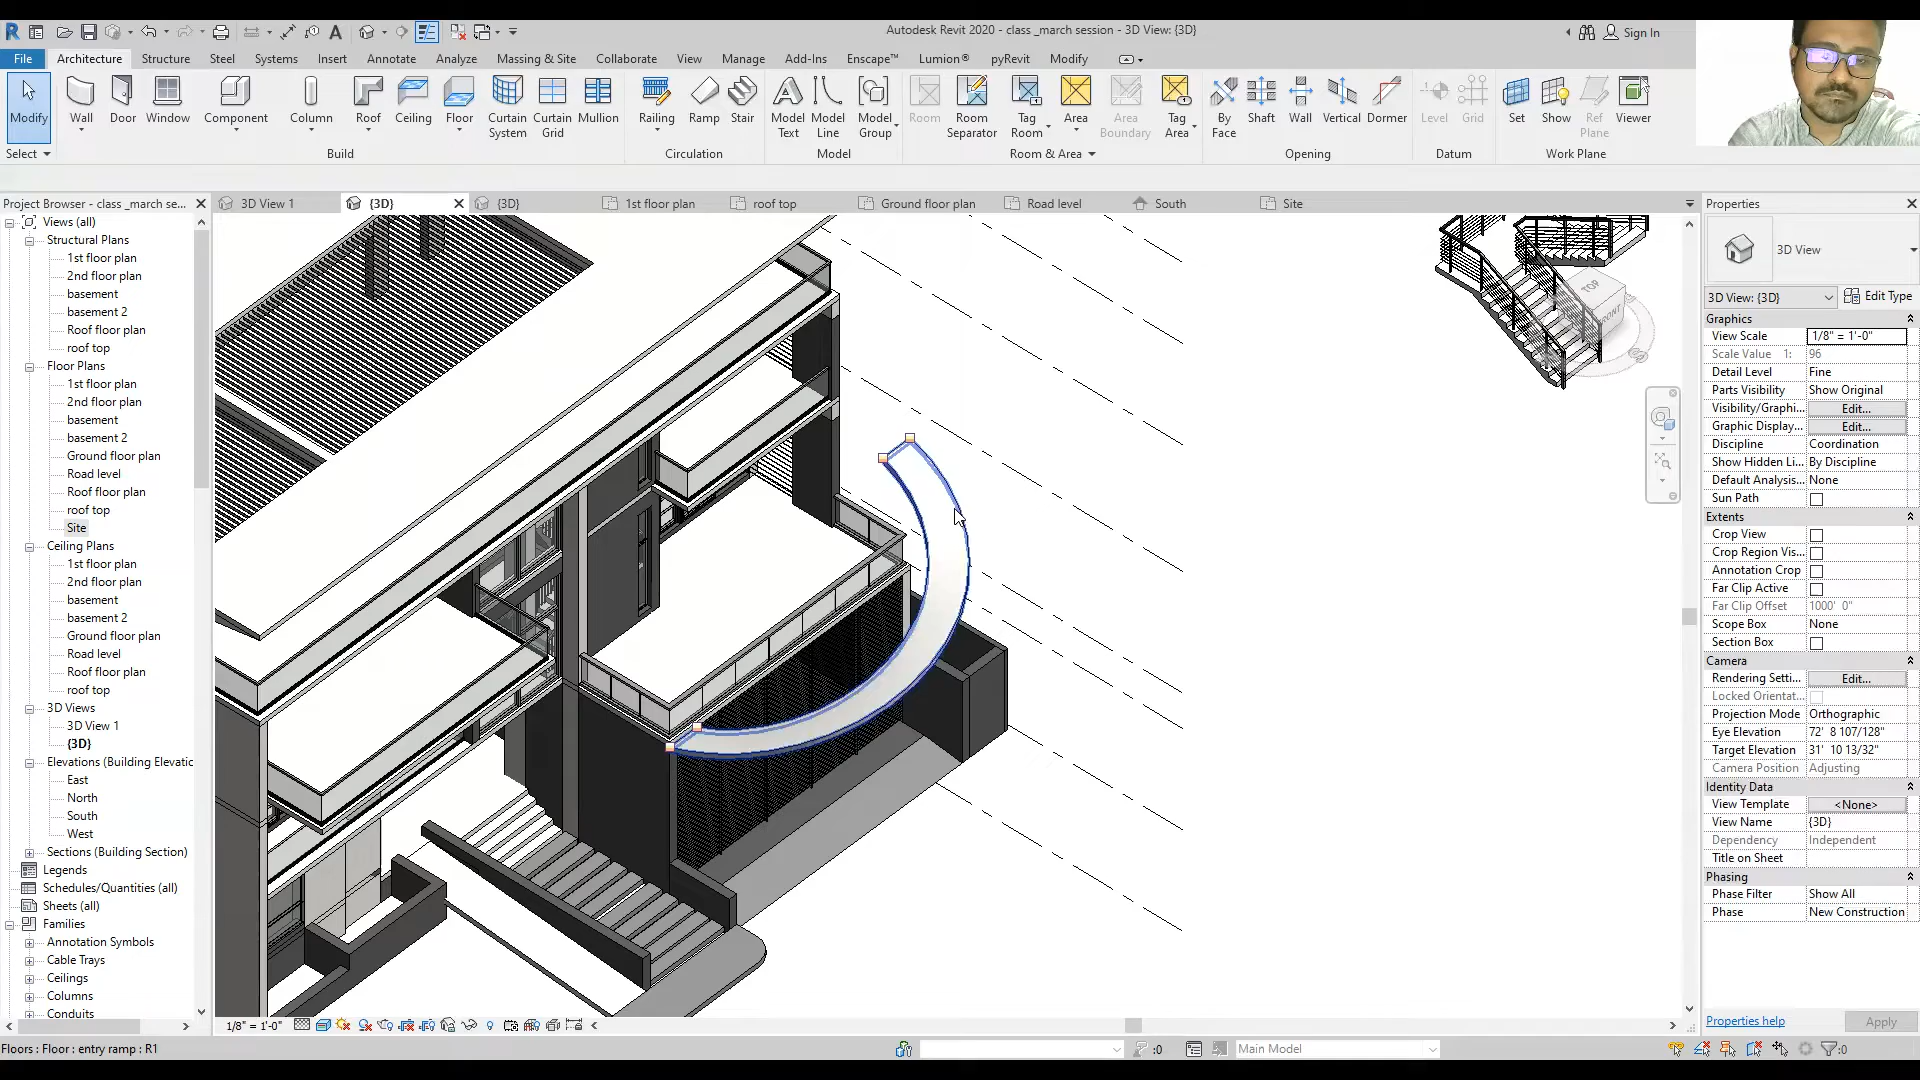 Autodesk Revit 2020 - class _march session - 3D View: {3D}
Sign In
File Architecture Structure Steel Systems Insert Annotate Analyze Massing & Site Collaborate View Manage Add-Ins Enscape™ Lumion® pyRevit Modify
Modify Wall Door Window Component Column Roof Ceiling Floor Curtain System Curtain Grid Mullion Railing Ramp Stair Model Text Model Line Model Group Room Room Separator Tag Room Area Area Boundary Tag Area By Face Shaft Wall Vertical Dormer Level Grid Set Show Ref Plane Viewer
Select Build Circulation Model Room & Area Opening Datum Work Plane
Project Browser - class _march se...
3D View 1 {3D} {3D} 1st floor plan roof top Ground floor plan Road level South Site
Views (all)
Structural Plans
1st floor plan
2nd floor plan
basement
basement 2
Roof floor plan
roof top
Floor Plans
1st floor plan
2nd floor plan
basement
basement 2
Ground floor plan
Road level
Roof floor plan
roof top
Site
Ceiling Plans
1st floor plan
2nd floor plan
basement
basement 2
Ground floor plan
Road level
Roof floor plan
roof top
3D Views
3D View 1
{3D}
Elevations (Building Elevatic
East
North
South
West
Sections (Building Section)
Legends
Schedules/Quantities (all)
Sheets (all)
Families
Annotation Symbols
Cable Trays
Ceilings
Columns
Conduits
TOP
FRONT
Properties
3D View
3D View: {3D} Edit Type
Graphics
View Scale 1/8" = 1'-0"
Scale Value 1: 96
Detail Level Fine
Parts Visibility Show Original
Visibility/Graphi... Edit...
Graphic Display... Edit...
Discipline Coordination
Show Hidden Li... By Discipline
Default Analysis... None
Sun Path
Extents
Crop View
Crop Region Vis...
Annotation Crop
Far Clip Active
Far Clip Offset 1000' 0"
Scope Box None
Section Box
Camera
Rendering Setti... Edit...
Locked Orientat...
Projection Mode Orthographic
Eye Elevation 72' 8 107/128"
Target Elevation 31' 10 13/32"
Camera Position Adjusting
Identity Data
View Template <None>
View Name {3D}
Dependency Independent
Title on Sheet
Phasing
Phase Filter Show All
Phase New Construction
Properties help Apply
1/8" = 1'-0"
Floors : Floor : entry ramp : R1
:0
Main Model
:0